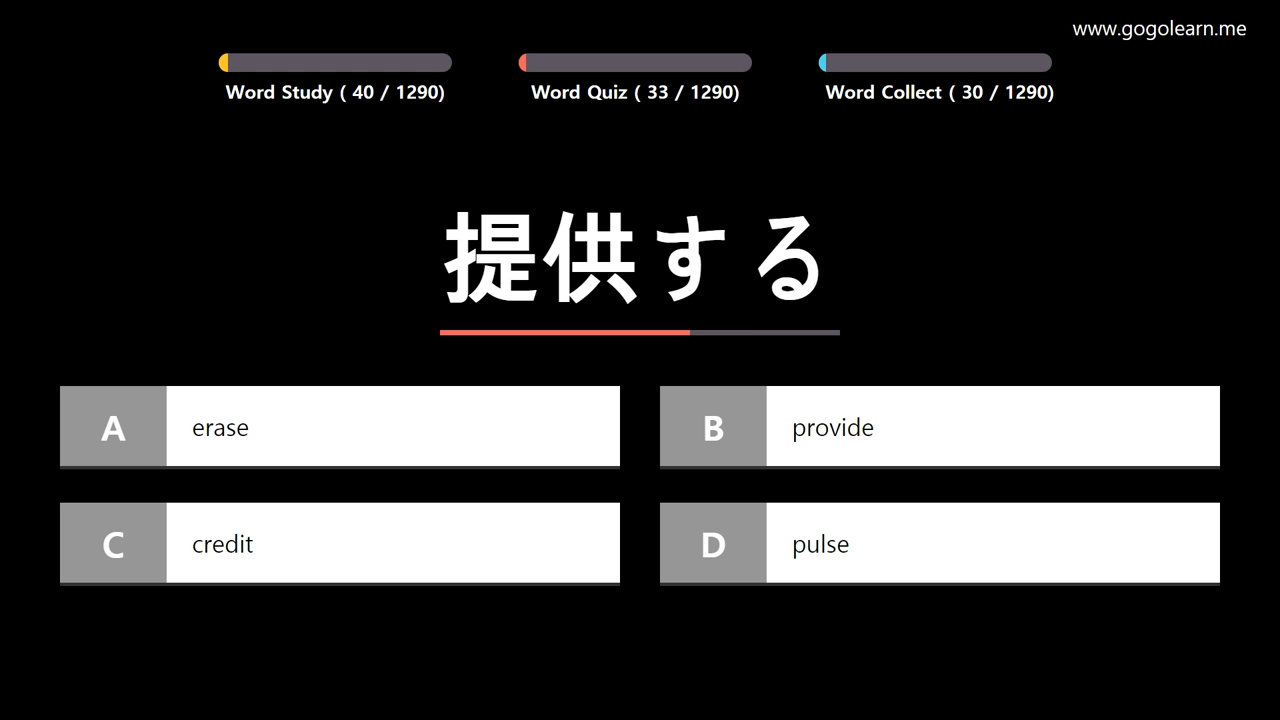 www.gogolearn.me
Word Study ( 40 / 1290)
Word Quiz ( 33 / 1290)
Word Collect ( 30 / 1290)
提供する
A erase
B provide
C credit
D pulse